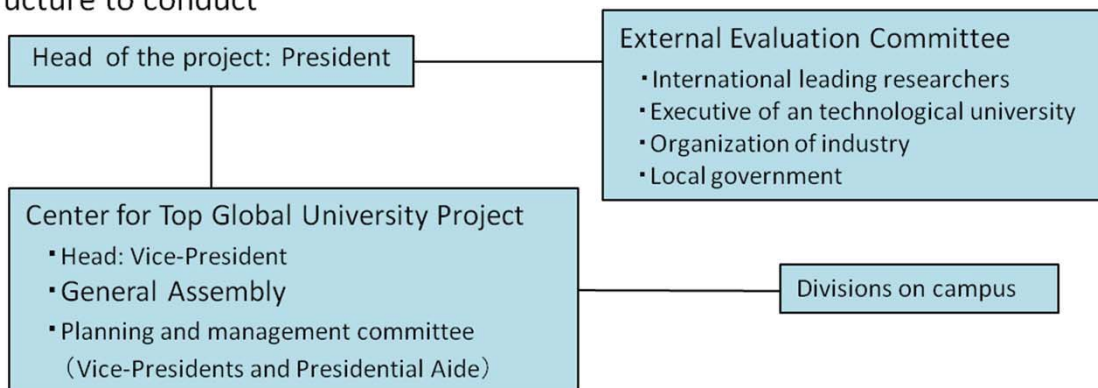 ucture to conduct
Head of the project: President
External Evaluation Committee
・International leading researchers
・Executive of an technological university
・Organization of industry
・Local government
Center for Top Global University Project
・Head: Vice-President
・General Assembly
・Planning and management committee
（Vice-Presidents and Presidential Aide）
Divisions on campus